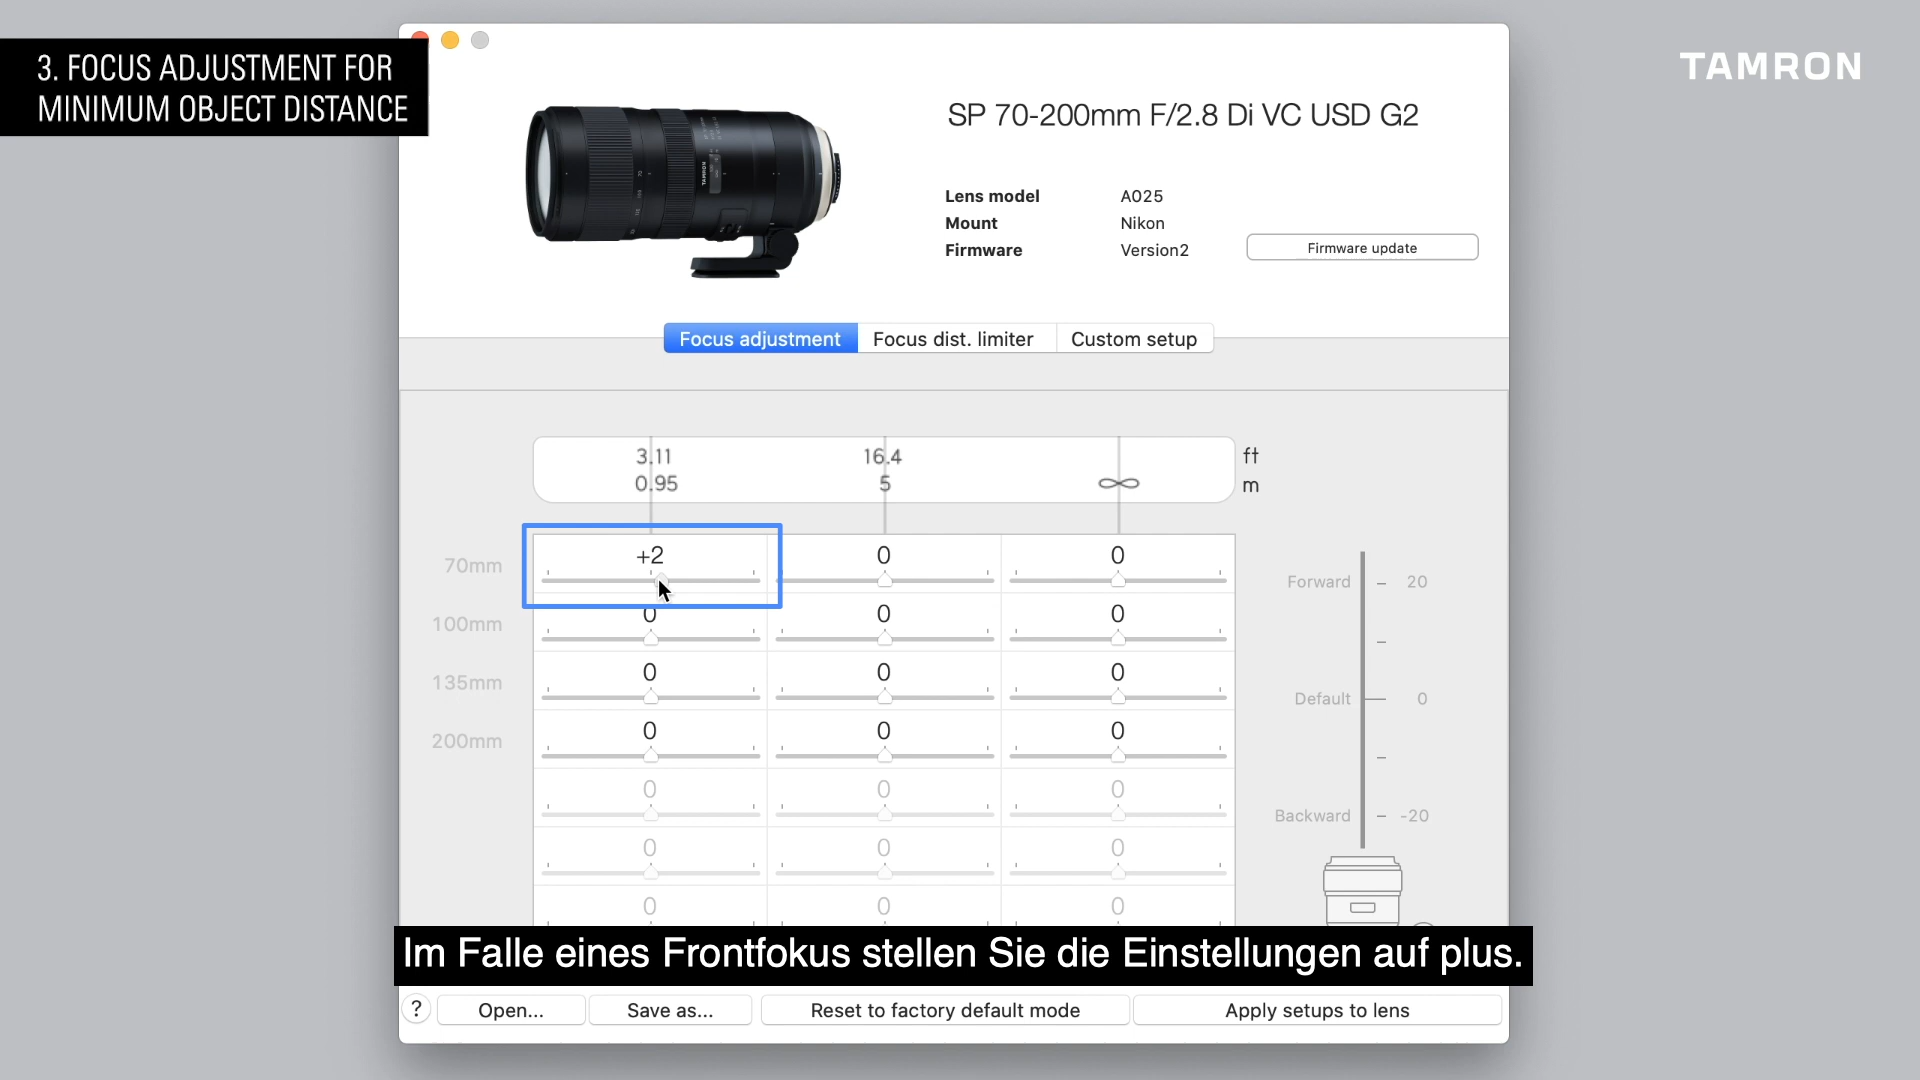 3. FOCUS ADJUSTMENT FOR
MINIMUM OBJECT DISTANCE
TAMRON
SP 70-200mm F/2.8 Di VC USD G2
Lens model A025
Mount Nikon
Firmware Version2
Firmware update
Focus adjustment Focus dist. limiter Custom setup
3.11 16.4 ft
0.95 5 ∞ m
70mm +2 0 0
100mm 0 0 0
135mm 0 0 0
200mm 0 0 0
0 0 0
0 0 0
0 0 0
Forward 20
Default 0
Backward -20
Im Falle eines Frontfokus stellen Sie die Einstellungen auf plus.
? Open... Save as... Reset to factory default mode Apply setups to lens